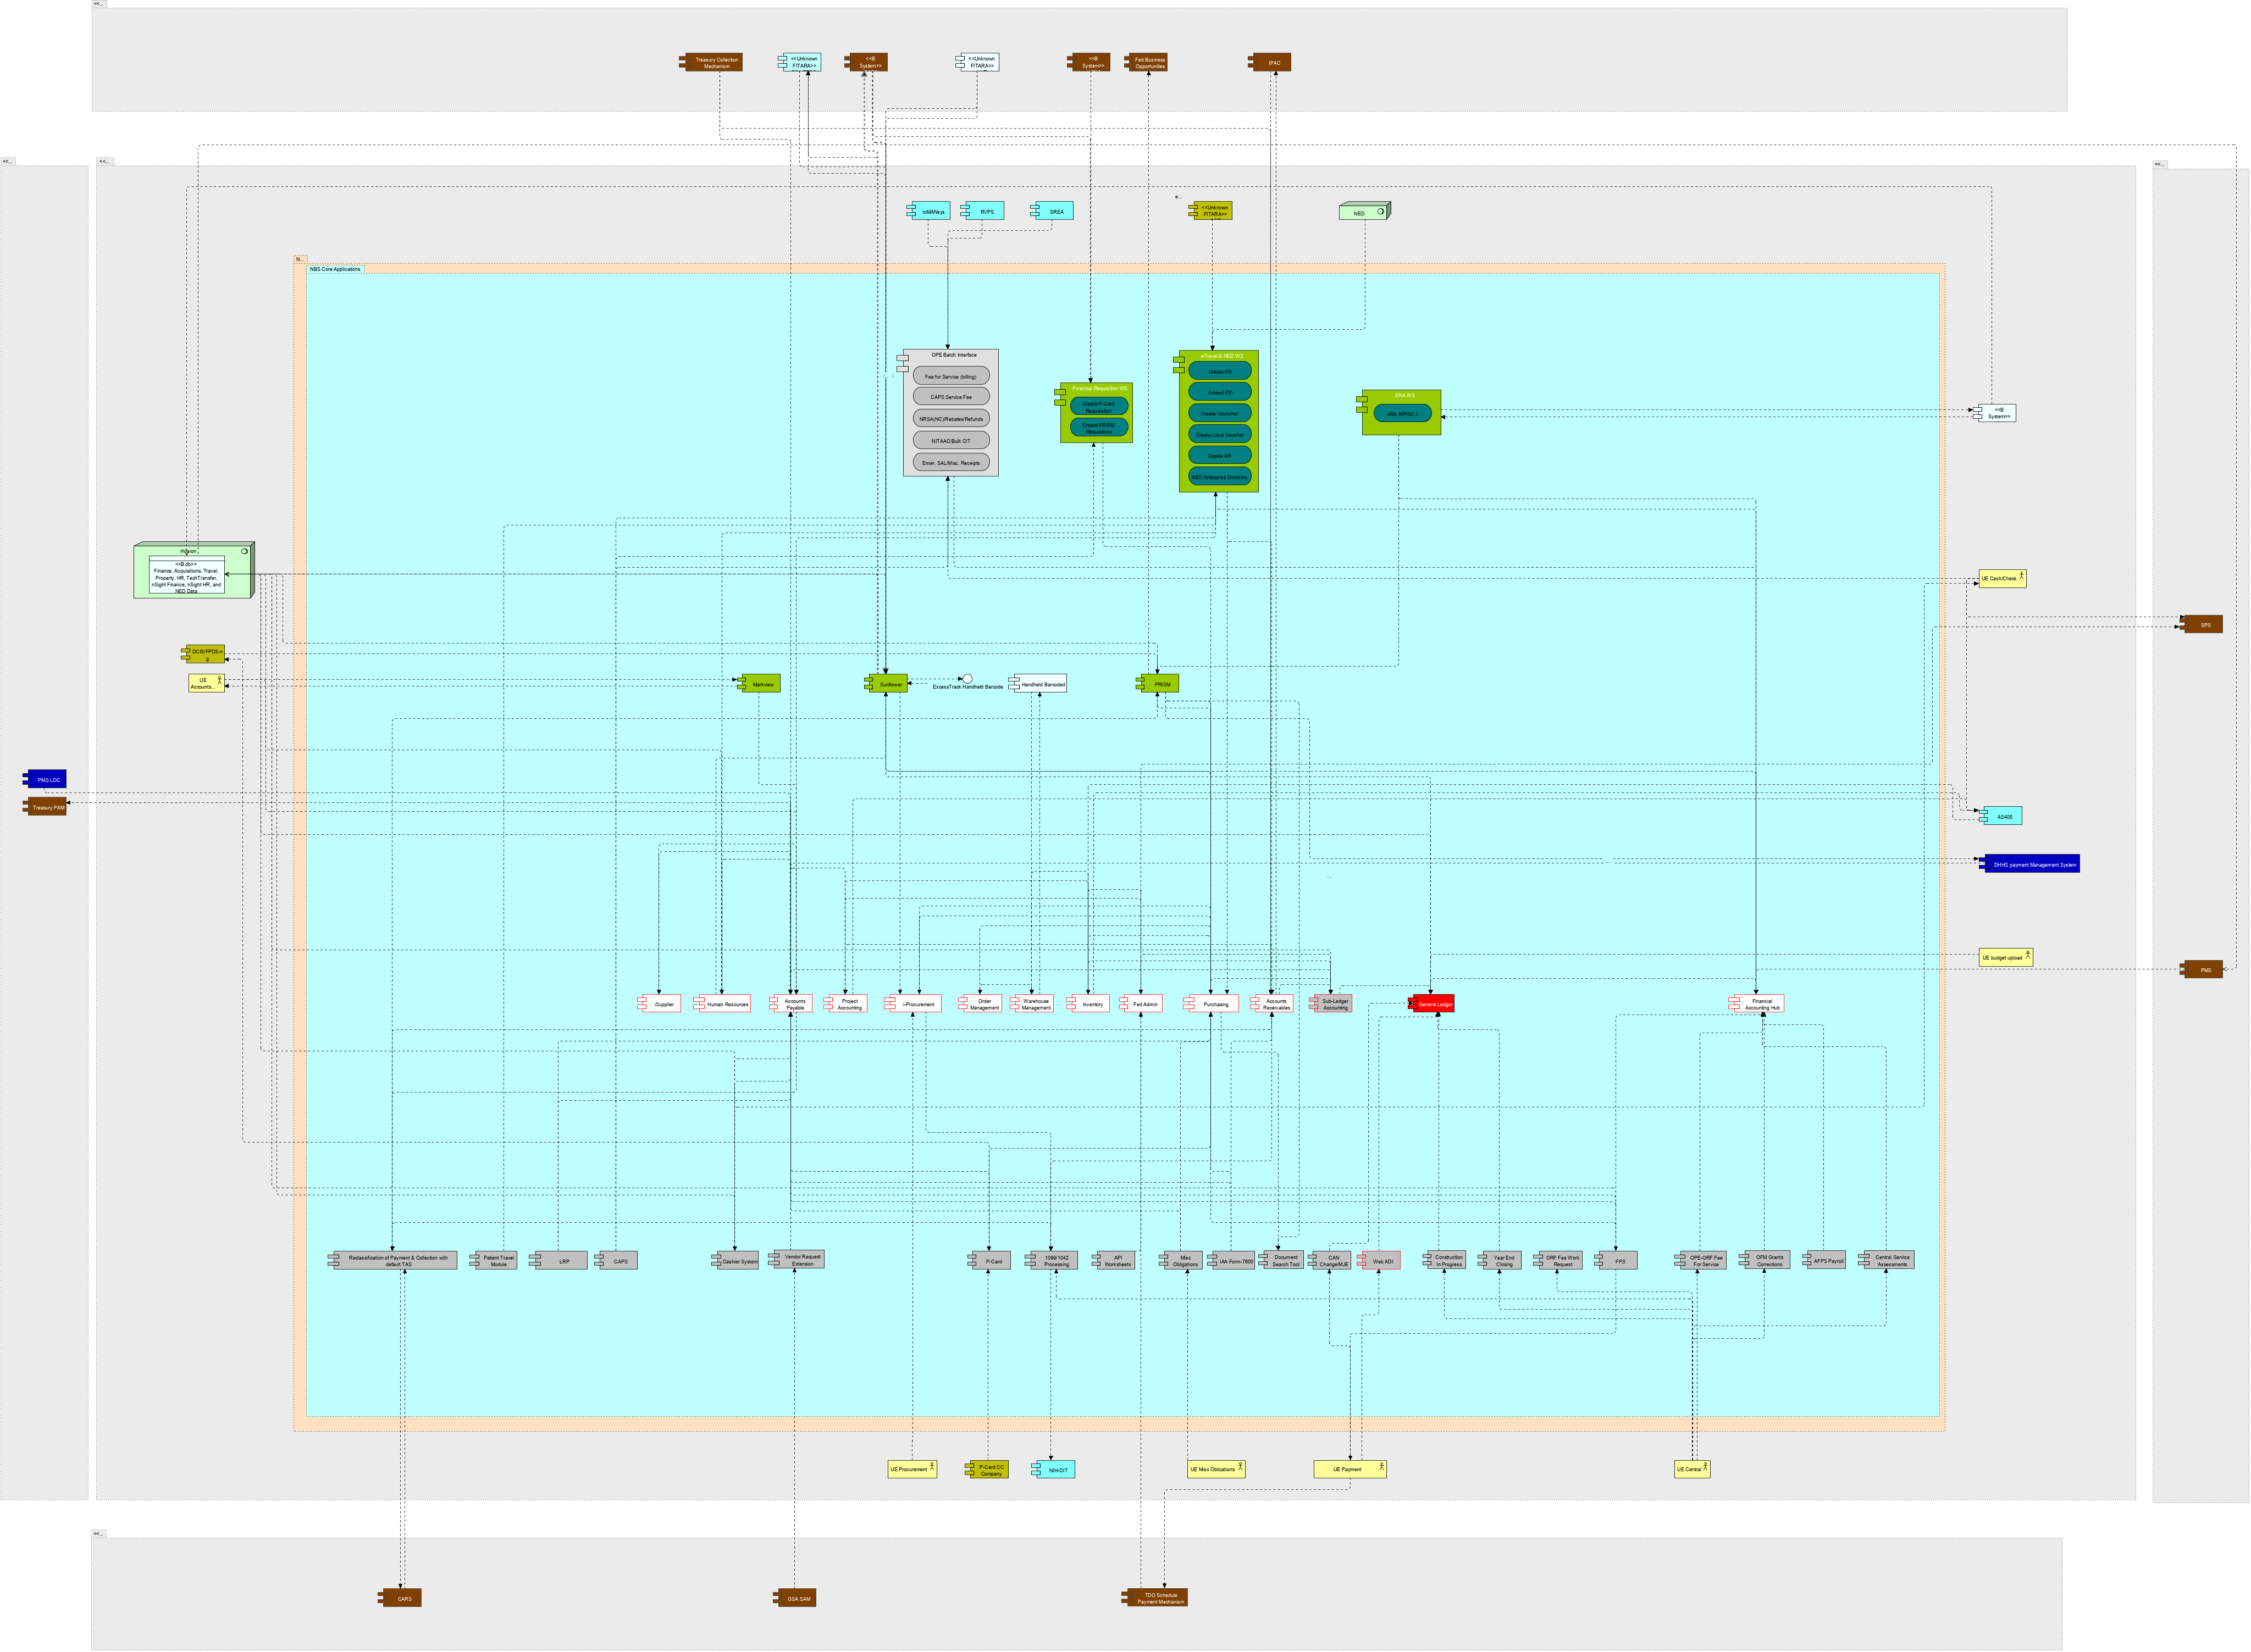 <<...
Treasury Collection
Mechanism
<<Unknown
FITARA>>
<<B
System>>
<<Unknown
FITARA>>
<<B
System>>
Fed Business
Opportunities
IPAC
<<...
<<...
<<...
roMANsys
RVPS
SREA
e...
<<Unknown
FITARA>>
NED
N...
NBS Core Applications
OPE Batch Interface
Fee for Service (billing)
CAPS Service Fee
NRSA(NC)/Rebates/Refunds
NITAAC/Bulk CIT
Emer. SAL/Misc. Receipts
Financial Requisition WS
Create P-Card
Requisition
Create PRISM
Requistions
eTravel & NED WS
Create PO
Amend PO
Create Vouncher
Create Local Voucher
Create AR
NED Enterprise Directory
ERA WS
eRA IMPAC II
<<B
System>>
nVision
<<B db>>
Finance, Acquisitions, Travel,
Property, HR, TechTransfer,
nSight Finance, nSight HR, and
NED Data
UE Cash/Check
SPS
DCIS/FPDS-n
g
UE
Accounts...
Markview
Sunflower
ExcessTrack Handheld Barcode
Handheld Barcoded
PRISM
PMS LOC
Treasury PAM
AS400
DHHS payment Management System
...
UE budget upload
PMS
iSupplier
Human Resources
Accounts
Payable
Project
Accounting
i-Procurement
Order
Management
Warehouse
Management
Inventory
Fed Admin
Purchasing
Accounts
Receivables
Sub-Ledger
Accounting
General Ledger
Financial
Accounting Hub
Reclassification of Payment & Collection with
default TAS
Patient Travel
Module
LRP
CAPS
Cashier System
Vendor Request
Extension
P-Card
1099/1042
Processing
API
Worksheets
Misc
Obligations
IAA Form-7600
Document
Search Tool
CAN
Change/MJE
Web ADI
Construction
In Progress
Year End
Closing
ORF Fee Work
Request
FPS
OPE-ORF Fee
For Service
OFM Grants
Corrections
AFPS Payroll
Central Service
Assessments
UE Procurement
P-Card CC
Company
NIH-OIT
UE Misc Oblications
UE Payment
UE Central
<<...
CARS
GSA SAM
TDO Schedule
Payment Mechanism